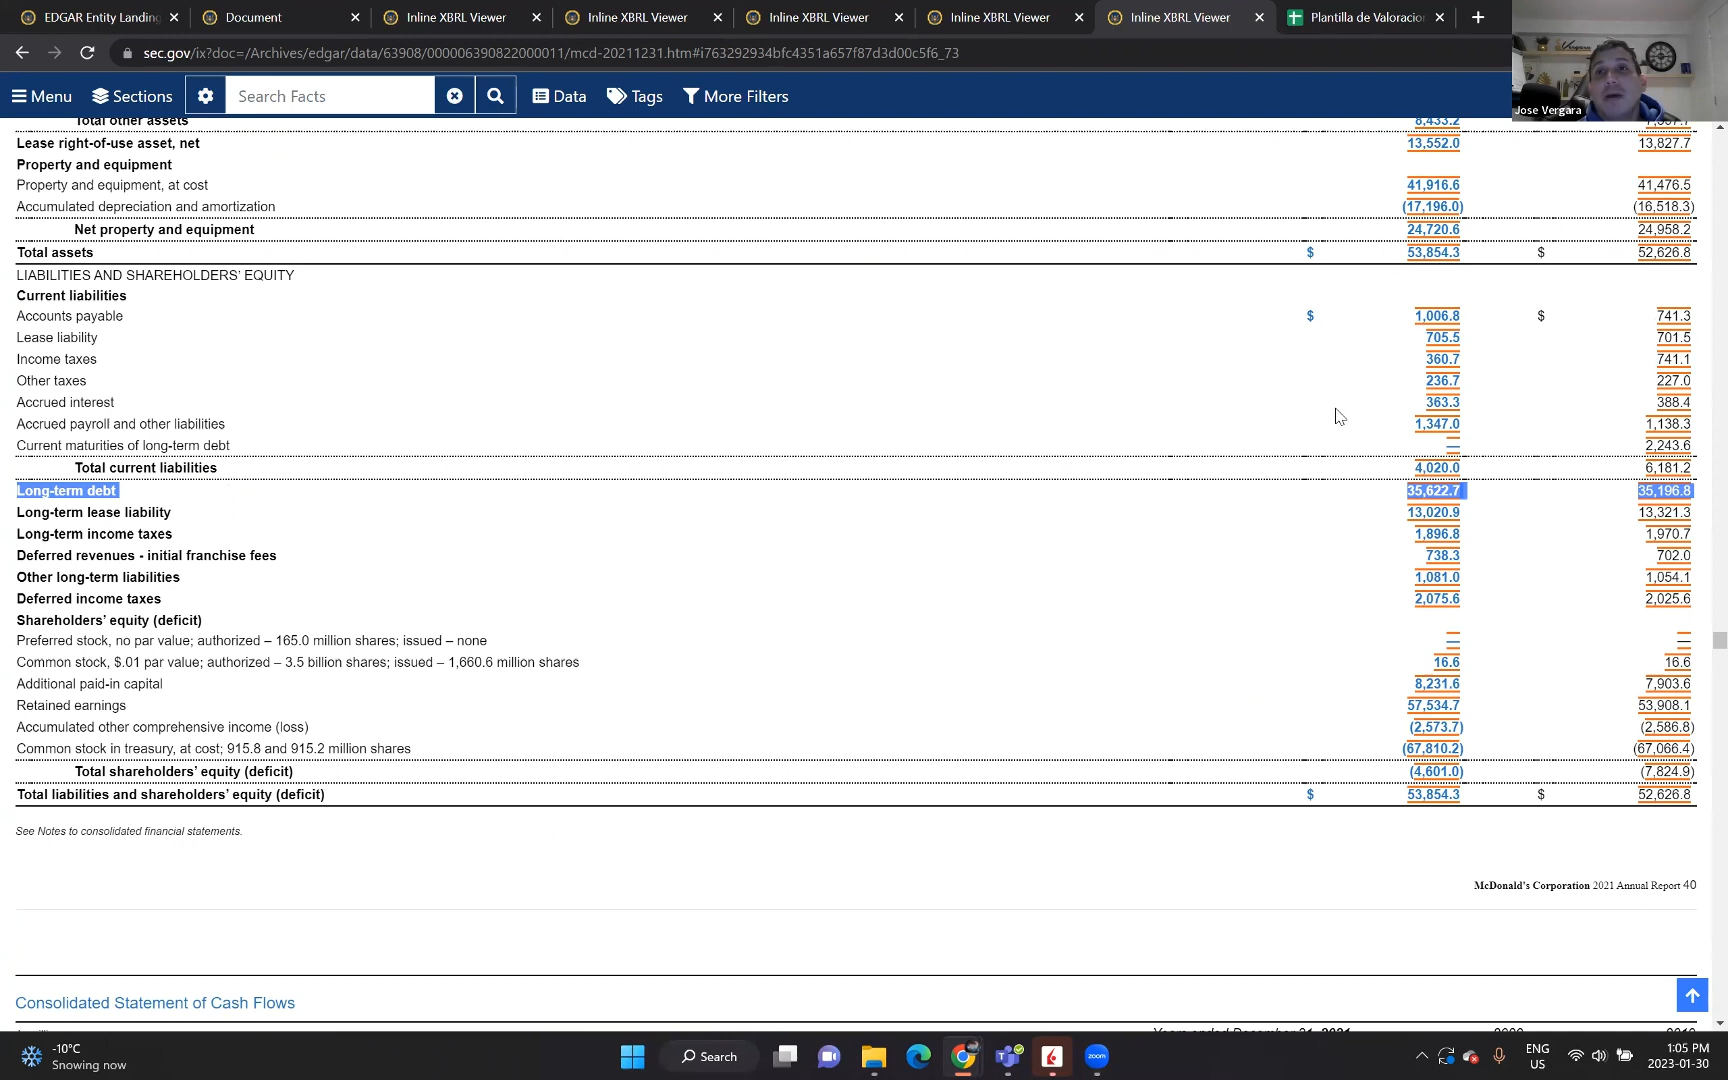 EDGAR Entity Landin
Document
Inline XBRL Viewer
Inline XBRL Viewer
Inline XBRL Viewer
Inline XBRL Viewer
Inline XBRL Viewer
Plantilla de Valoracio
sec.gov/ix?doc=/Archives/edgar/data/63908/000006390822000011/mcd-20211231.htm#i763292934bfc4351a657f87d3d00c5f6_73
Jose Vergara
Menu Sections Search Facts Data Tags More Filters
Total other assets 8,433.2
Lease right-of-use asset, net 13,552.0 13,827.7
Property and equipment
Property and equipment, at cost 41,916.6 41,476.5
Accumulated depreciation and amortization (17,196.0) (16,518.3)
Net property and equipment 24,720.6 24,958.2
Total assets $ 53,854.3 $ 52,626.8
LIABILITIES AND SHAREHOLDERS' EQUITY
Current liabilities
Accounts payable $ 1,006.8 $ 741.3
Lease liability 705.5 701.5
Income taxes 360.7 741.1
Other taxes 236.7 227.0
Accrued interest 363.3 388.4
Accrued payroll and other liabilities 1,347.0 1,138.3
Current maturities of long-term debt — 2,243.6
Total current liabilities 4,020.0 6,181.2
Long-term debt 35,622.7 35,196.8
Long-term lease liability 13,020.9 13,321.3
Long-term income taxes 1,896.8 1,970.7
Deferred revenues - initial franchise fees 738.3 702.0
Other long-term liabilities 1,081.0 1,054.1
Deferred income taxes 2,075.6 2,025.6
Shareholders' equity (deficit)
Preferred stock, no par value; authorized – 165.0 million shares; issued – none — —
Common stock, $.01 par value; authorized – 3.5 billion shares; issued – 1,660.6 million shares 16.6 16.6
Additional paid-in capital 8,231.6 7,903.6
Retained earnings 57,534.7 53,908.1
Accumulated other comprehensive income (loss) (2,573.7) (2,586.8)
Common stock in treasury, at cost; 915.8 and 915.2 million shares (67,810.2) (67,066.4)
Total shareholders' equity (deficit) (4,601.0) (7,824.9)
Total liabilities and shareholders' equity (deficit) $ 53,854.3 $ 52,626.8
See Notes to consolidated financial statements.
McDonald's Corporation 2021 Annual Report 40
Consolidated Statement of Cash Flows
Years ended December 31, 2021 2020 2019
-10°C
Snowing now
Search
zoom
ENG
US
1:05 PM
2023-01-30